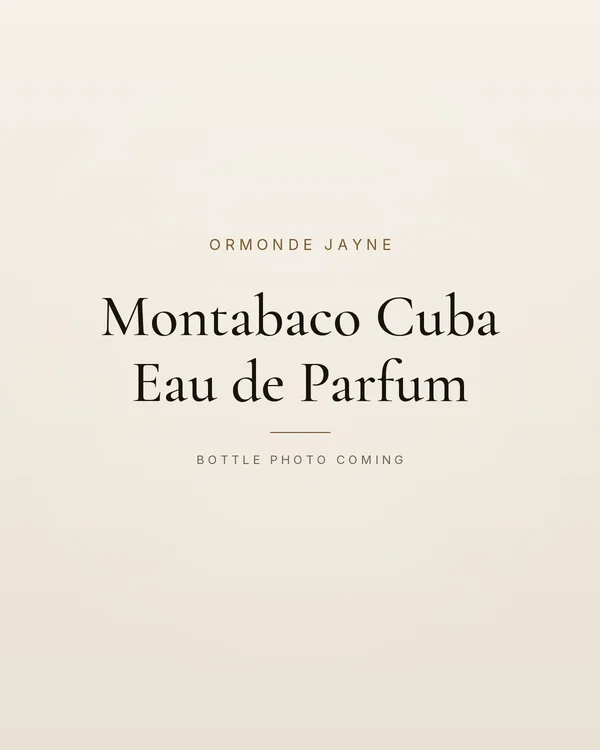 ORMONDE JAYNE
Montabaco Cuba
Eau de Parfum
BOTTLE PHOTO COMING